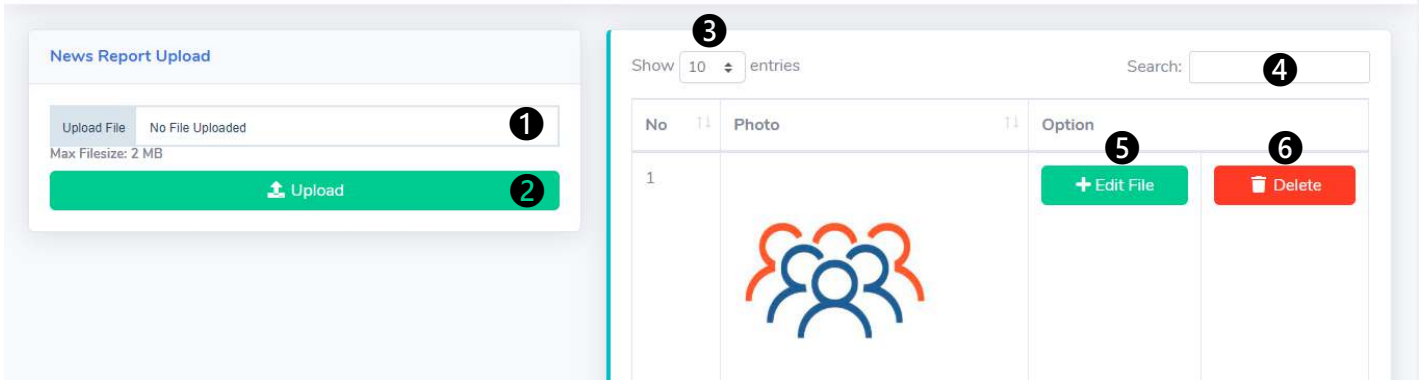 News Report Upload
1
Upload File No File Uploaded
Max Filesize: 2 MB
Upload 2
3
Show 10 entries
Search: 4
No Photo Option
5 6
1 Edit File Delete